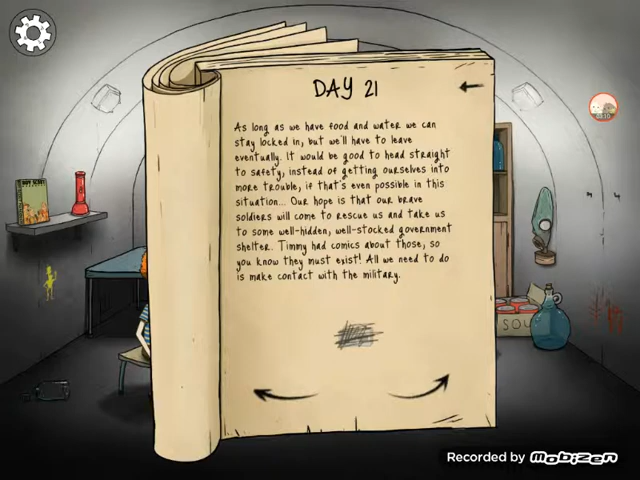 DAY 21
As long as we have food and water we can
stay locked in, but we'll have to leave
eventually. It would be good to head straight
to safety, instead of getting ourselves into
more trouble, if that's even possible in this
situation... Our hope is that our brave
soldiers will come to rescue us and take us
to some well-hidden, well-stocked government
shelter. Timmy had comics about those, so
you know they must exist! All we need to do
is make contact with the military.
SOU
Recorded by mobizen